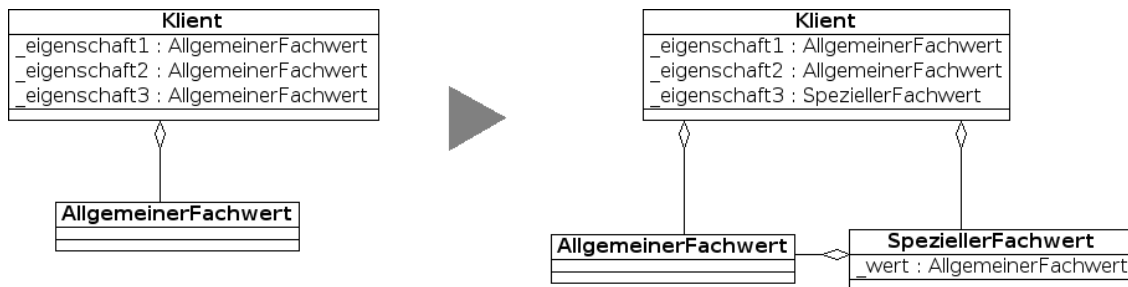 Klient
_eigenschaft1 : AllgemeinerFachwert
_eigenschaft2 : AllgemeinerFachwert
_eigenschaft3 : AllgemeinerFachwert
AllgemeinerFachwert
Klient
_eigenschaft1 : AllgemeinerFachwert
_eigenschaft2 : AllgemeinerFachwert
_eigenschaft3 : SpeziellerFachwert
AllgemeinerFachwert
SpeziellerFachwert
_wert : AllgemeinerFachwert